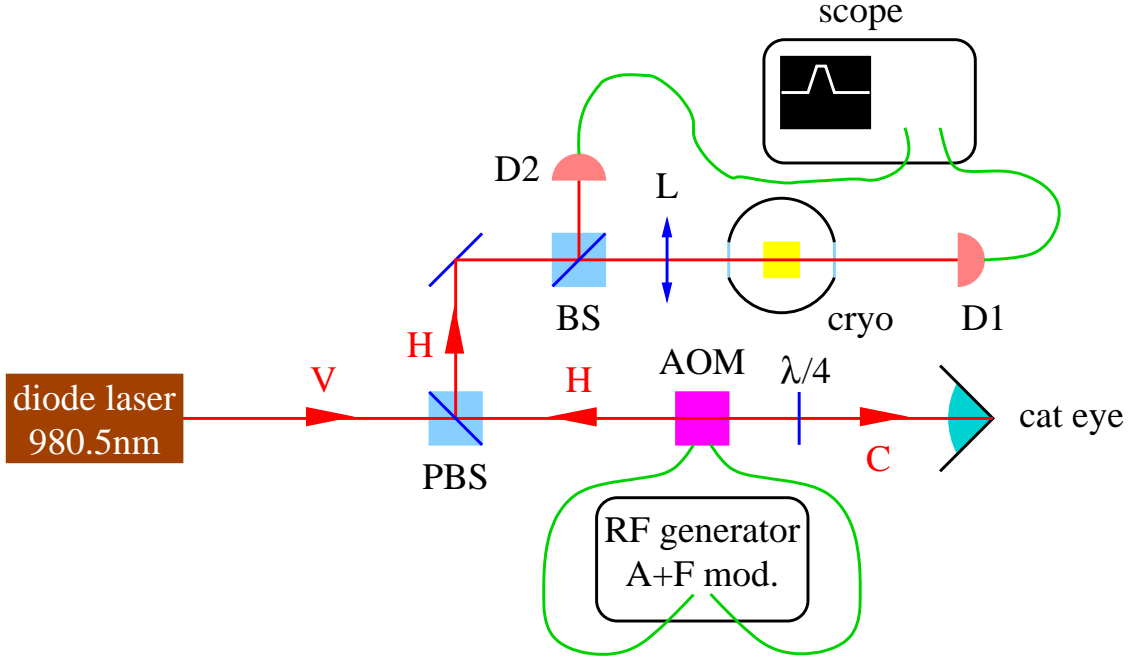 scope
D2
L
BS
cryo
D1
H
V
H
AOM
λ/4
diode laser
980.5nm
PBS
C
cat eye
RF generator
A+F mod.